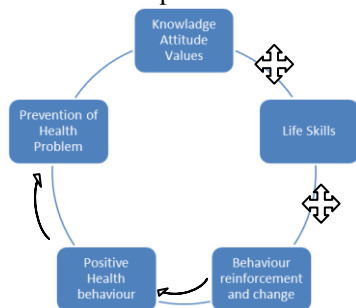 Knowladge
Attitude
Values
Life Skills
Behaviour
reinforcement
and change
Positive
Health
behaviour
Prevention of
Health
Problem